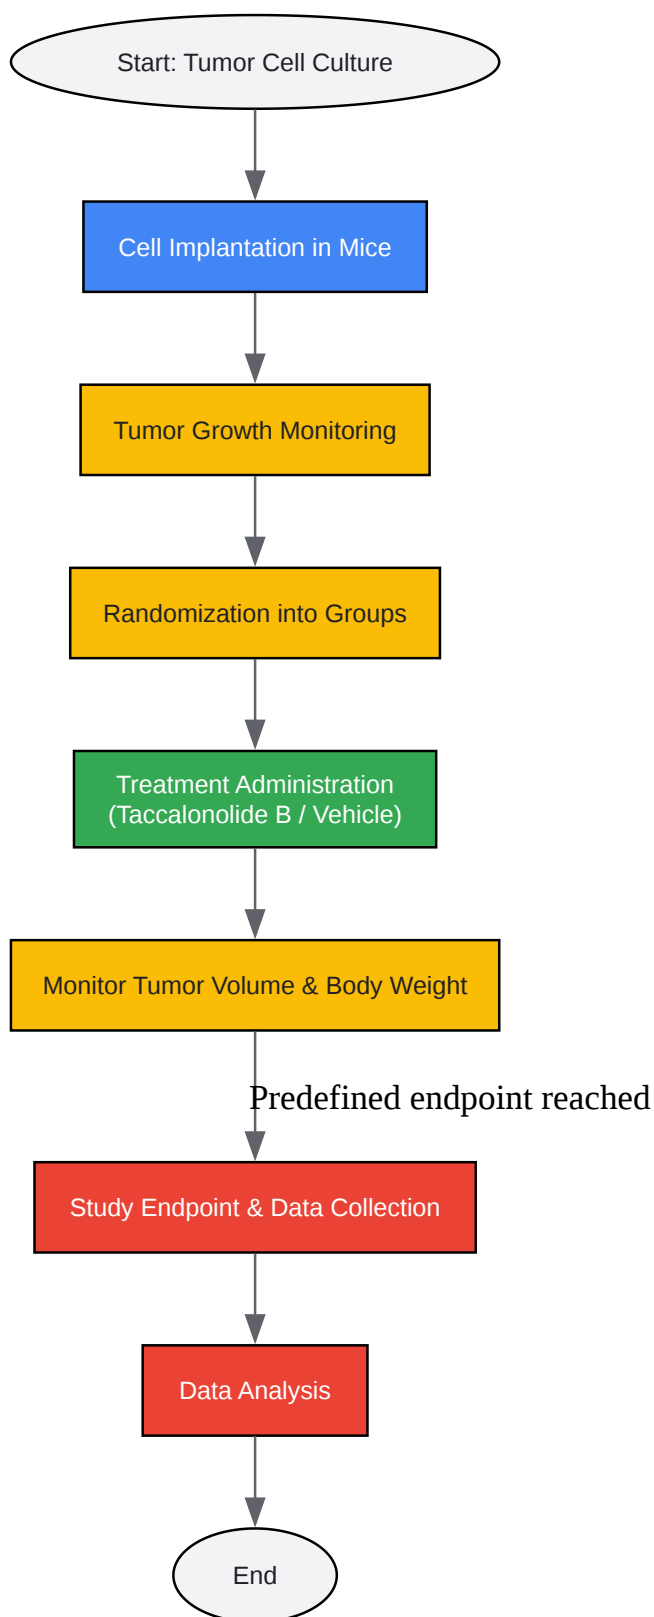 Start: Tumor Cell Culture
Cell Implantation in Mice
Tumor Growth Monitoring
Randomization into Groups
Treatment Administration
(Taccalonolide B / Vehicle)
Monitor Tumor Volume & Body Weight
Predefined endpoint reached
Study Endpoint & Data Collection
Data Analysis
End